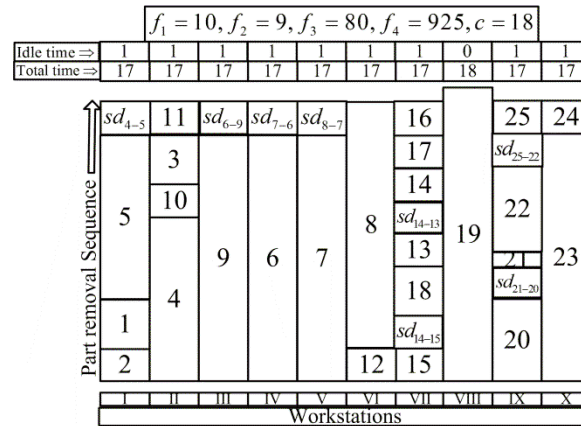 f₁ = 10, f₂ = 9, f₃ = 80, f₄ = 925, c = 18
Idle time ⇒ 1 1 1 1 1 1 1 0 1 1
Total time ⇒ 17 17 17 17 17 17 17 18 17 17
Part removal Sequence
sd₄₋₅ 5 1 2
11 3 10 4
sd₆₋₉ 9
sd₇₋₆ 6
sd₈₋₇ 7
8 12
16 17 14 sd₁₄₋₁₃ 13 18 sd₁₄₋₁₅ 15
19
25 sd₂₅₋₂₂ 22 21 sd₂₁₋₂₀ 20
24 23
I II III IV V VI VII VIII IX X
Workstations